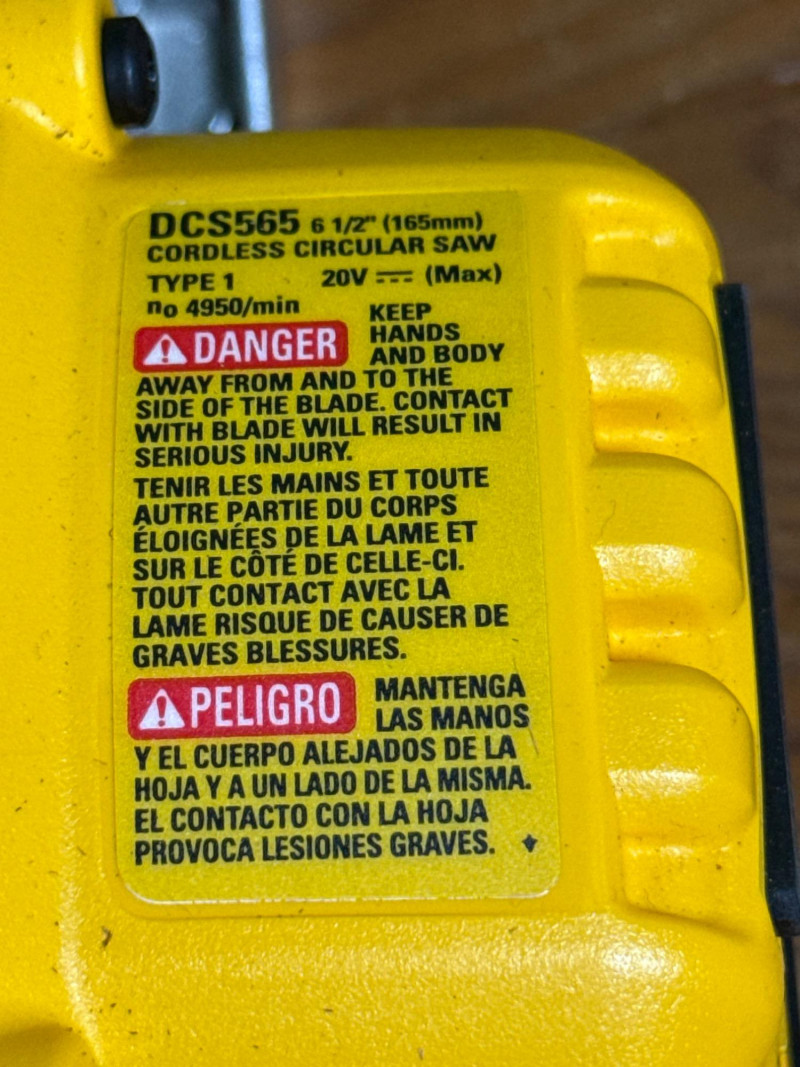 DCS565 6 1/2" (165mm)
CORDLESS CIRCULAR SAW
TYPE 1 20V ⎓ (Max)
no 4950/min
DANGER KEEP
HANDS
AND BODY
AWAY FROM AND TO THE
SIDE OF THE BLADE. CONTACT
WITH BLADE WILL RESULT IN
SERIOUS INJURY.
TENIR LES MAINS ET TOUTE
AUTRE PARTIE DU CORPS
ÉLOIGNÉES DE LA LAME ET
SUR LE CÔTÉ DE CELLE-CI.
TOUT CONTACT AVEC LA
LAME RISQUE DE CAUSER DE
GRAVES BLESSURES.
PELIGRO MANTENGA
LAS MANOS
Y EL CUERPO ALEJADOS DE LA
HOJA Y A UN LADO DE LA MISMA.
EL CONTACTO CON LA HOJA
PROVOCA LESIONES GRAVES.